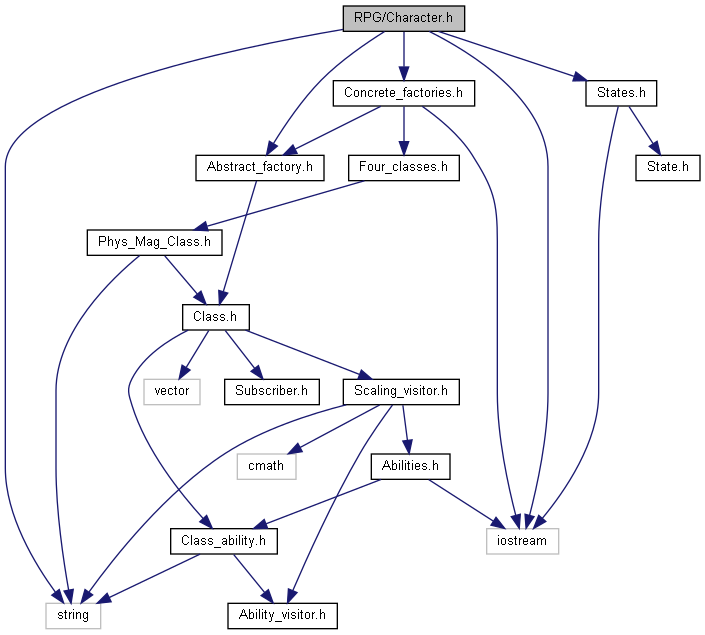 RPG/Character.h
Concrete_factories.h
States.h
Abstract_factory.h
Four_classes.h
State.h
Phys_Mag_Class.h
Class.h
vector
Subscriber.h
Scaling_visitor.h
cmath
Abilities.h
Class_ability.h
iostream
string
Ability_visitor.h